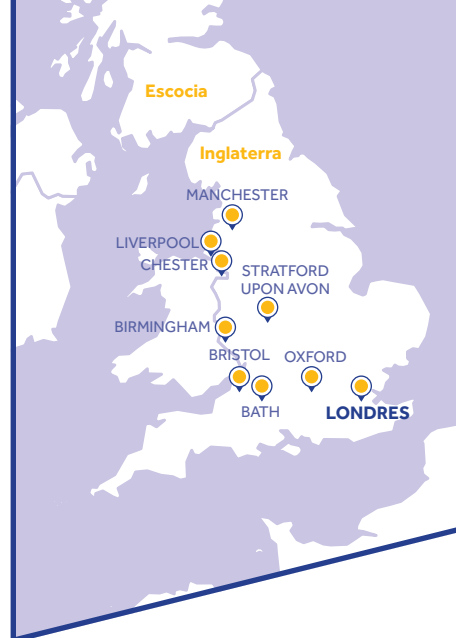 Escocia
Inglaterra
MANCHESTER
LIVERPOOL
CHESTER
STRATFORD
UPON AVON
BIRMINGHAM
BRISTOL
OXFORD
BATH
LONDRES